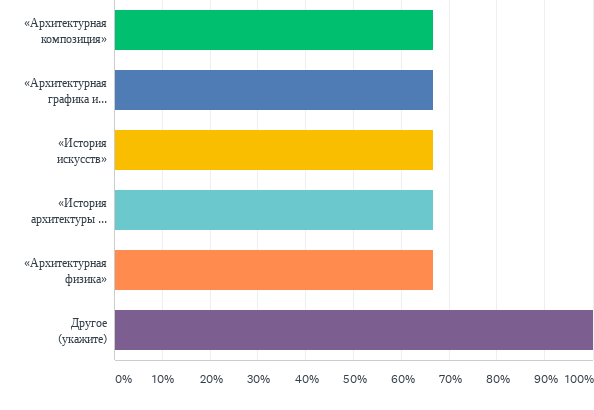 «Архитектурная
композиция»
«Архитектурная
графика и...
«История
искусств»
«История
архитектуры ...
«Архитектурная
физика»
Другое
(укажите)
0% 10% 20% 30% 40% 50% 60% 70% 80% 90% 100%